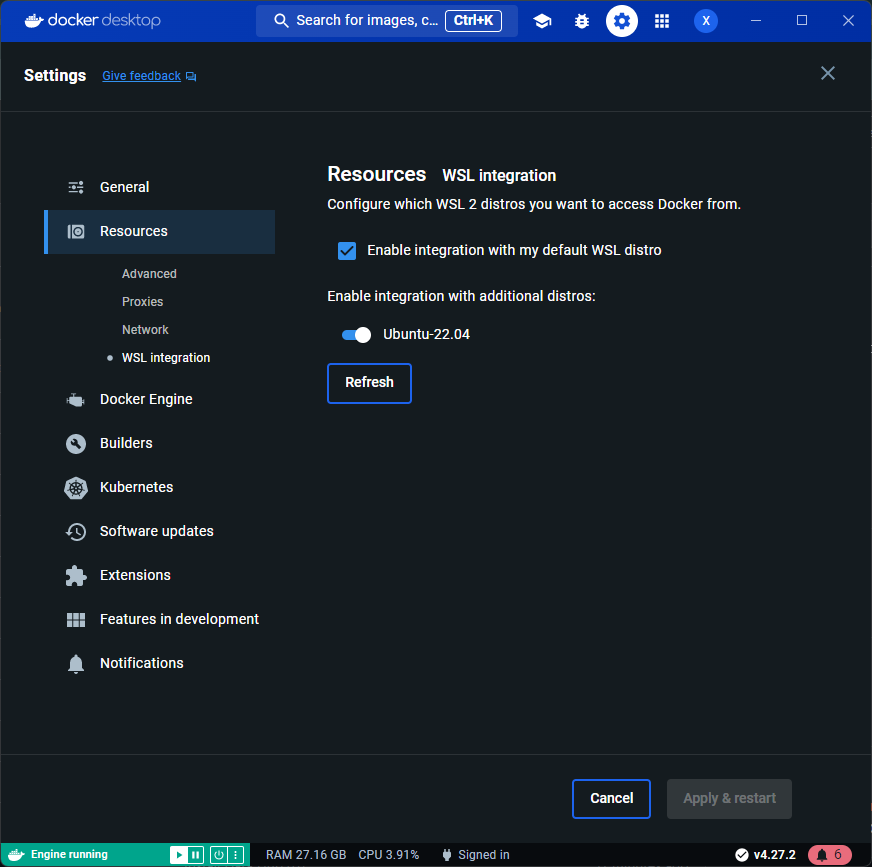 docker desktop
Search for images, c... Ctrl+K
X
Settings Give feedback
General
Resources
Advanced
Proxies
Network
WSL integration
Docker Engine
Builders
Kubernetes
Software updates
Extensions
Features in development
Notifications
Resources WSL integration
Configure which WSL 2 distros you want to access Docker from.
Enable integration with my default WSL distro
Enable integration with additional distros:
Ubuntu-22.04
Refresh
Cancel Apply & restart
Engine running RAM 27.16 GB CPU 3.91% Signed in v4.27.2 6